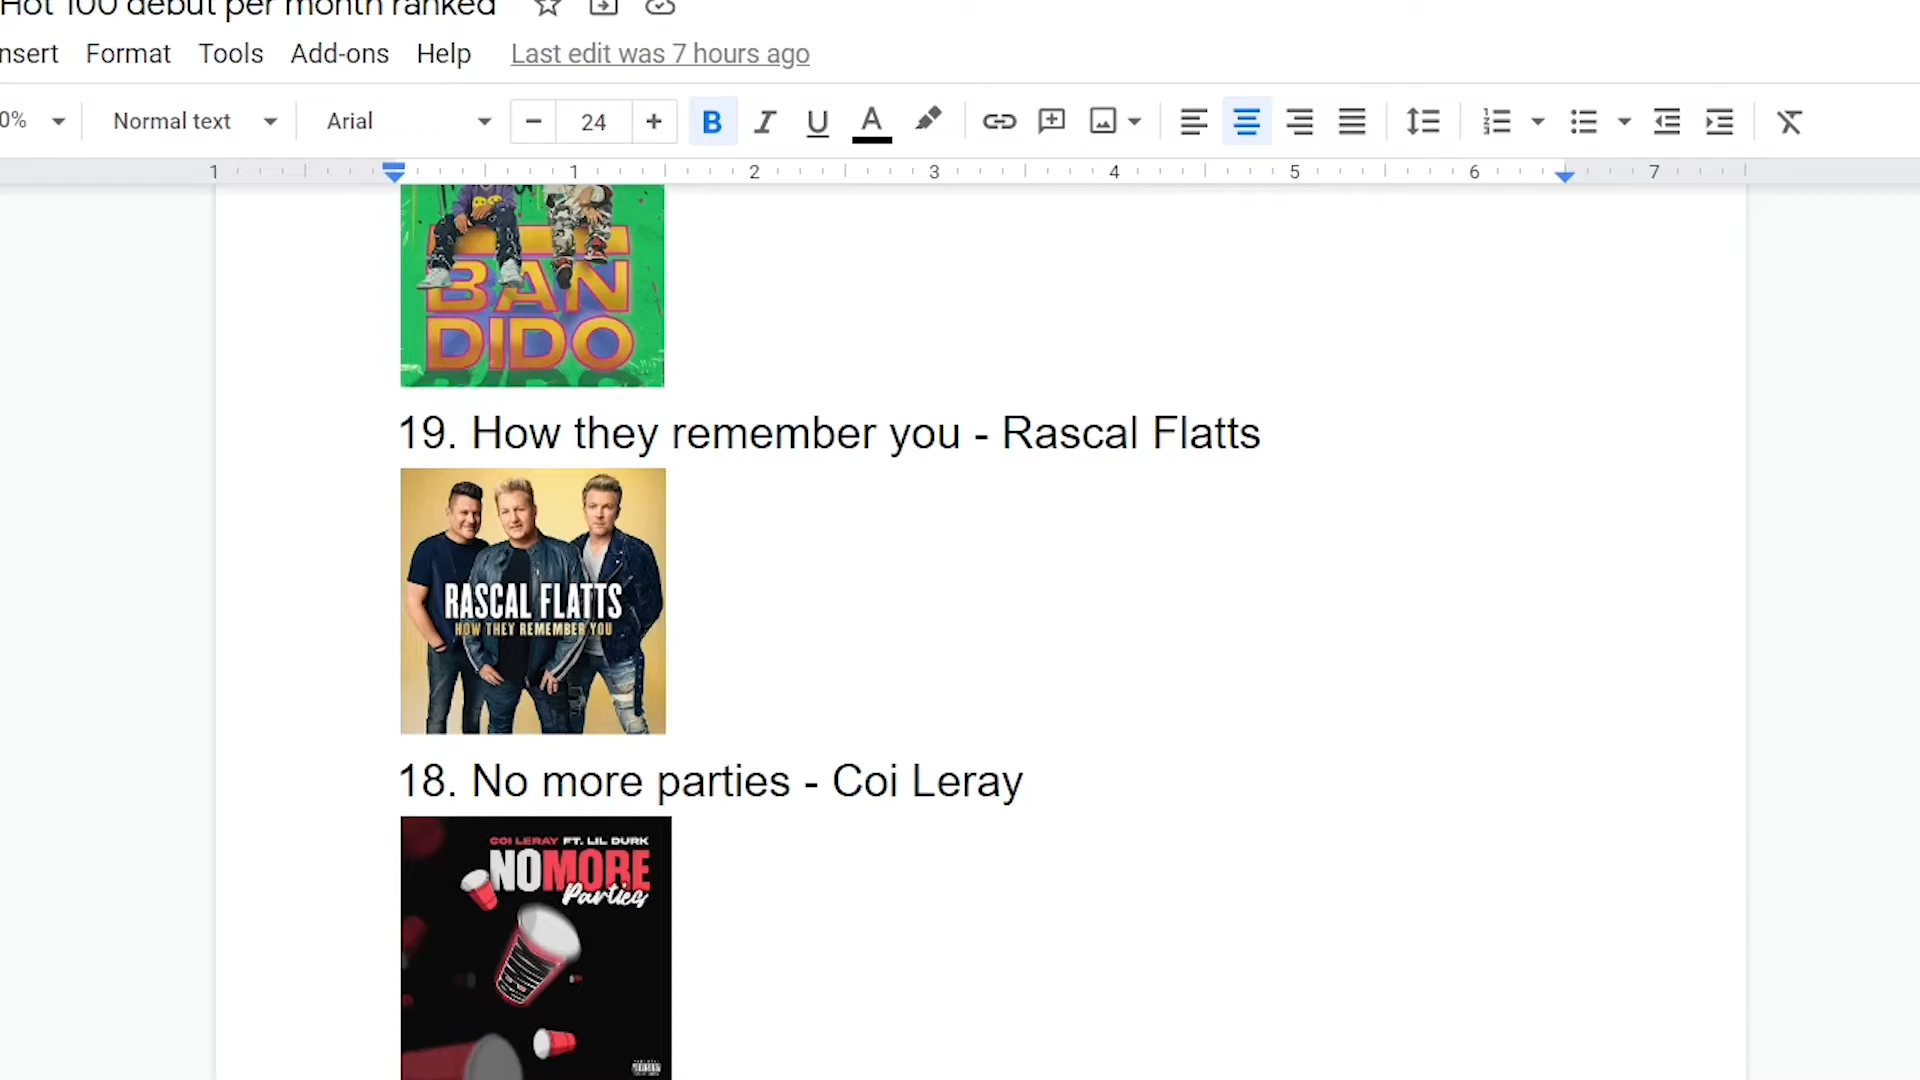 Hot 100 debut per month ranked
nsert Format Tools Add-ons Help Last edit was 7 hours ago
0% Normal text Arial − 24 + B I U A
1 1 2 3 4 5 6 7
BAN
DIDO
19. How they remember you - Rascal Flatts
RASCAL FLATTS
HOW THEY REMEMBER YOU
18. No more parties - Coi Leray
COI LERAY FT. LIL DURK
NO MORE
Parties